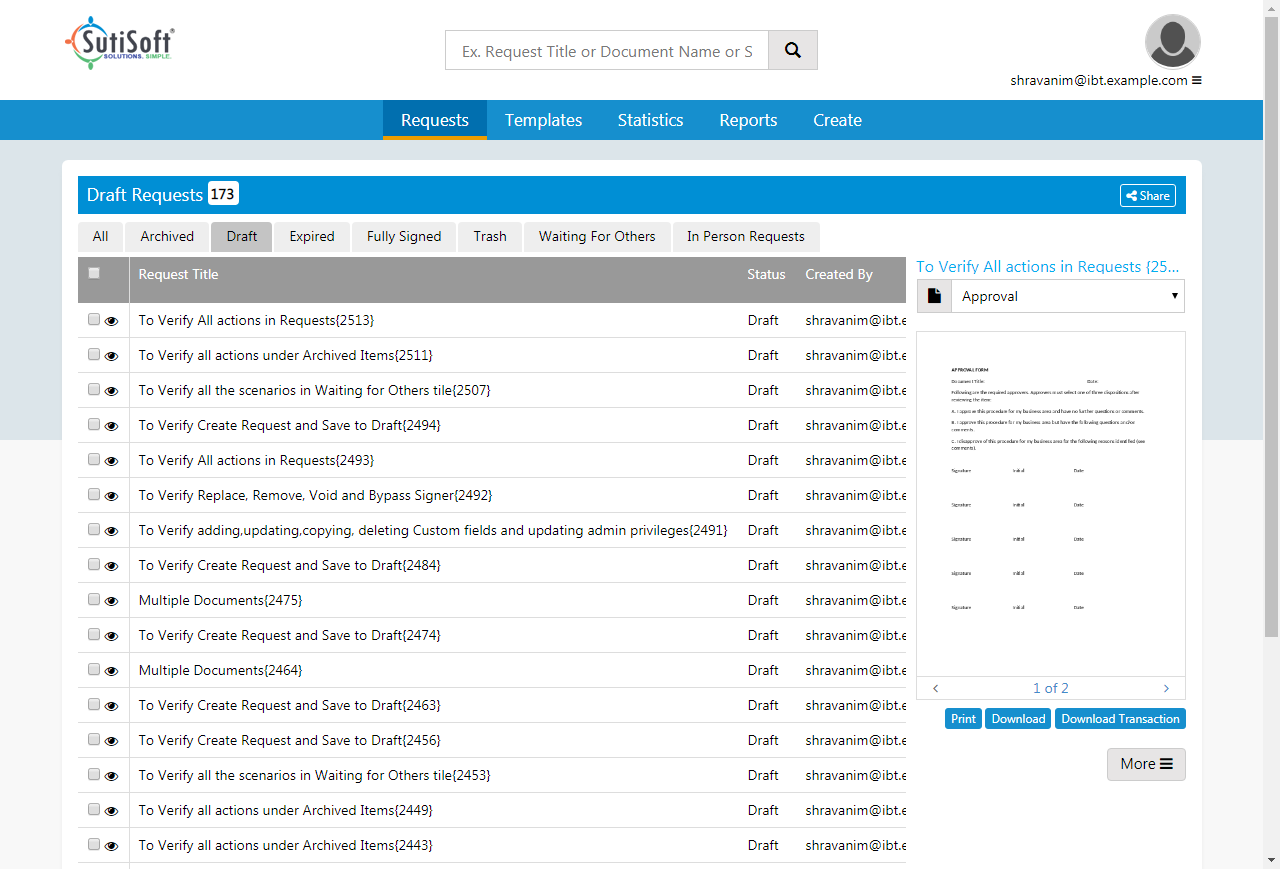 SutiSoft®
SOLUTIONS. SIMPLE.
Ex. Request Title or Document Name or S
shravanim@ibt.example.com
Requests Templates Statistics Reports Create
Draft Requests 173 Share
All Archived Draft Expired Fully Signed Trash Waiting For Others In Person Requests
Request Title Status Created By
To Verify All actions in Requests{2513} Draft shravanim@ibt.e
To Verify all actions under Archived Items{2511} Draft shravanim@ibt.e
To Verify all the scenarios in Waiting for Others tile{2507} Draft shravanim@ibt.e
To Verify Create Request and Save to Draft{2494} Draft shravanim@ibt.e
To Verify All actions in Requests{2493} Draft shravanim@ibt.e
To Verify Replace, Remove, Void and Bypass Signer{2492} Draft shravanim@ibt.e
To Verify adding,updating,copying, deleting Custom fields and updating admin privileges{2491} Draft shravanim@ibt.e
To Verify Create Request and Save to Draft{2484} Draft shravanim@ibt.e
Multiple Documents{2475} Draft shravanim@ibt.e
To Verify Create Request and Save to Draft{2474} Draft shravanim@ibt.e
Multiple Documents{2464} Draft shravanim@ibt.e
To Verify Create Request and Save to Draft{2463} Draft shravanim@ibt.e
To Verify Create Request and Save to Draft{2456} Draft shravanim@ibt.e
To Verify all the scenarios in Waiting for Others tile{2453} Draft shravanim@ibt.e
To Verify all actions under Archived Items{2449} Draft shravanim@ibt.e
To Verify all actions under Archived Items{2443} Draft shravanim@ibt.e
To Verify All actions in Requests {25...
Approval
APPROVAL FORM
Document Title: Date:
Following are the required approvers. Approvers must select one of three dispositions after
reviewing the item:
A. I approve this procedure for my business area and have no further questions or comments.
B. I approve this procedure for my business area but have the following questions and/or
comments.
C. I disapprove of this procedure for my business area for the following reasons identified (see
comments).
Signature Initial Date
Signature Initial Date
Signature Initial Date
Signature Initial Date
Signature Initial Date
1 of 2
Print Download Download Transaction
More